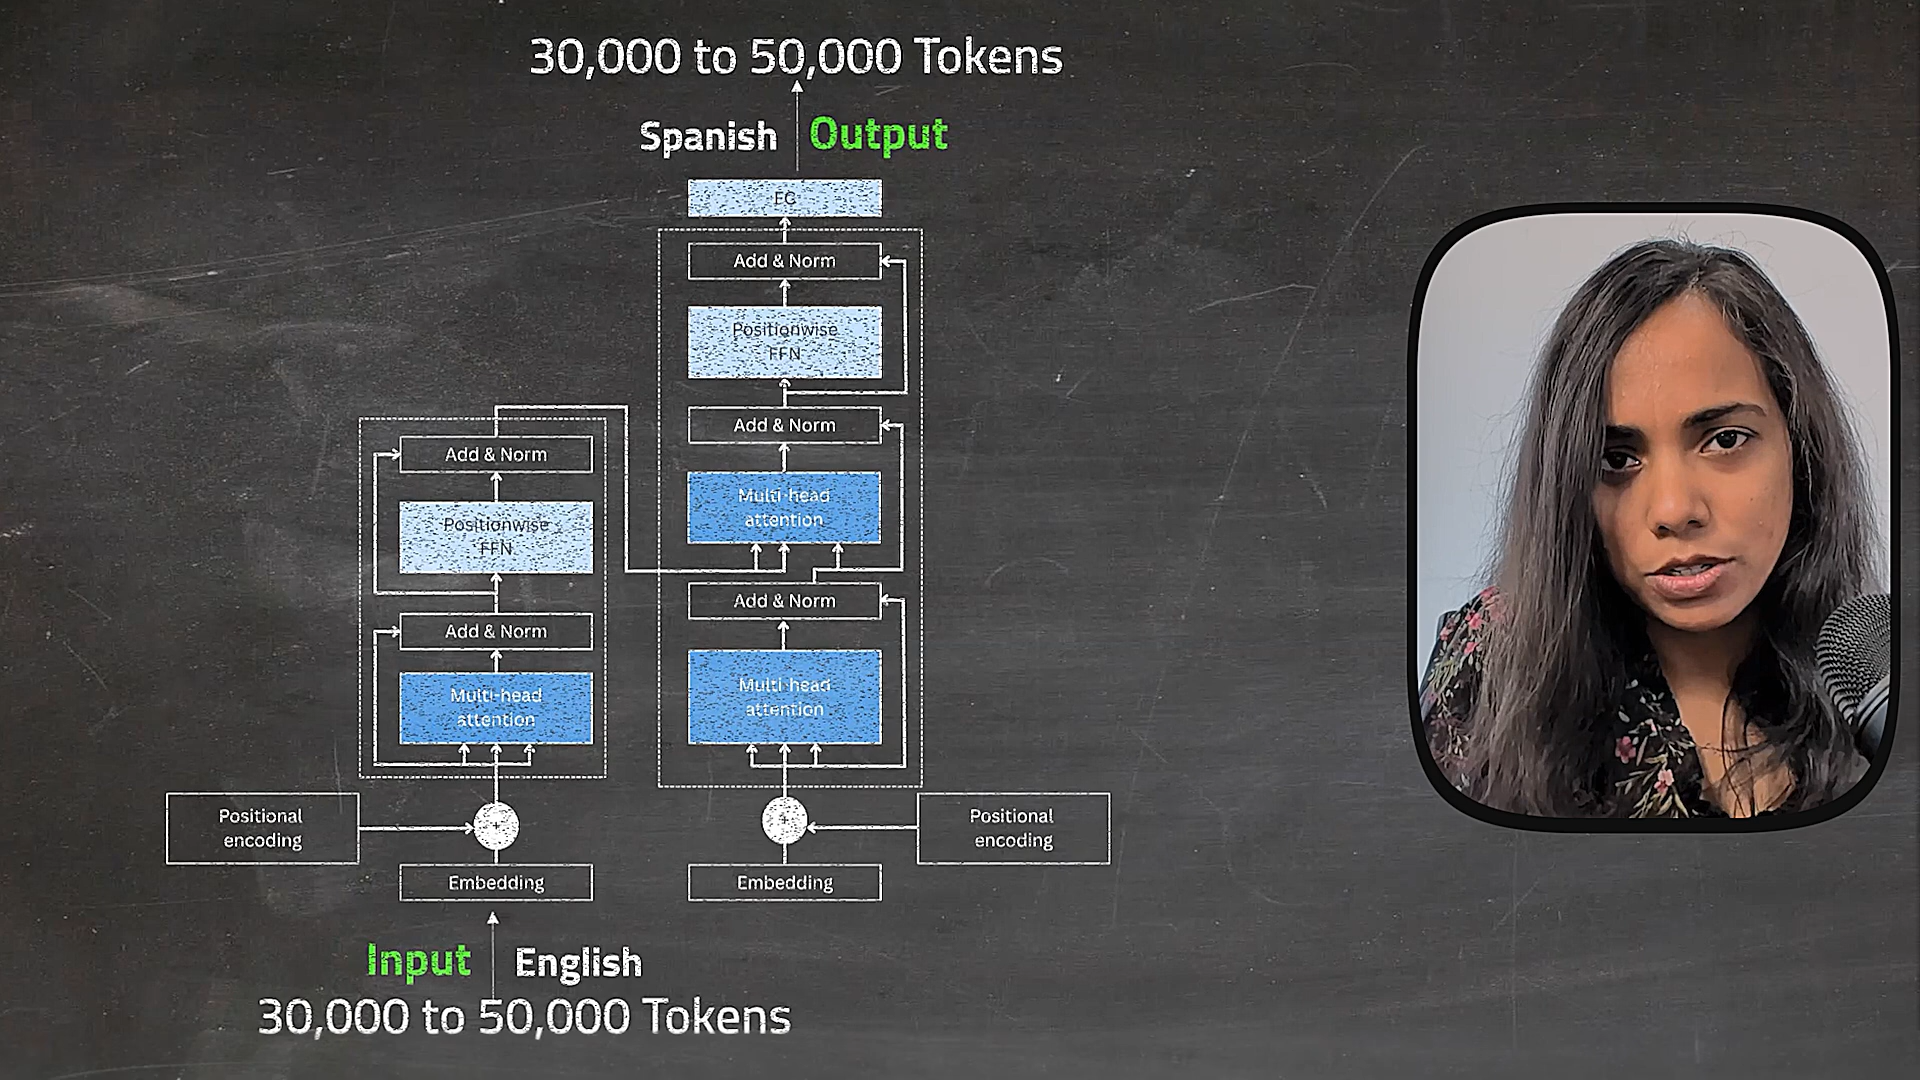 30,000 to 50,000 Tokens
Spanish Output
FC
Add & Norm
Positionwise
FFN
Add & Norm
Multi-head
attention
Add & Norm
Multi-head
attention
Add & Norm
Positionwise
FFN
Add & Norm
Multi-head
attention
Positional
encoding
+
Embedding
+
Positional
encoding
Embedding
Input English
30,000 to 50,000 Tokens